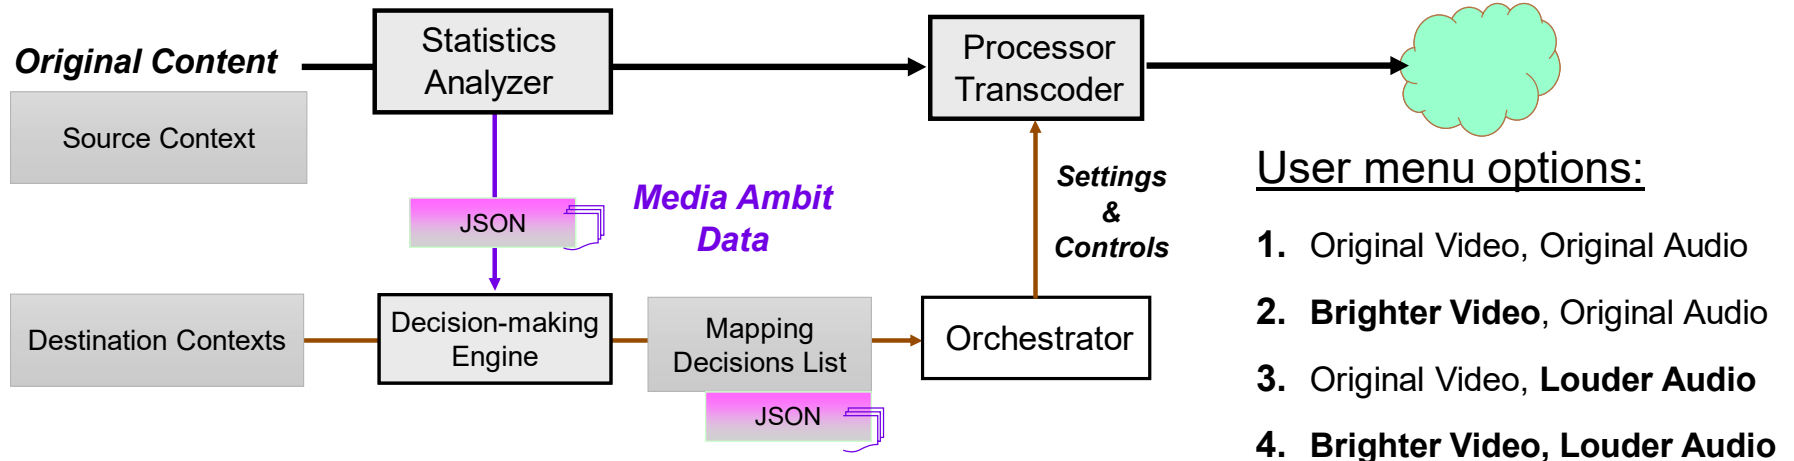 Original Content
Source Context
Statistics
Analyzer
Processor
Transcoder
JSON
Media Ambit
Data
Settings
&
Controls
Destination Contexts
Decision-making
Engine
Mapping
Decisions List
JSON
Orchestrator
User menu options:
1. Original Video, Original Audio
2. Brighter Video, Original Audio
3. Original Video, Louder Audio
4. Brighter Video, Louder Audio